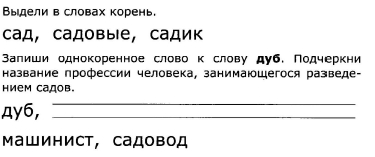 Выдели в словах корень.
сад, садовые, садик
Запиши однокоренное слово к слову дуб. Подчеркни
название профессии человека, занимающегося разведе-
нием садов.
дуб,
машинист, садовод